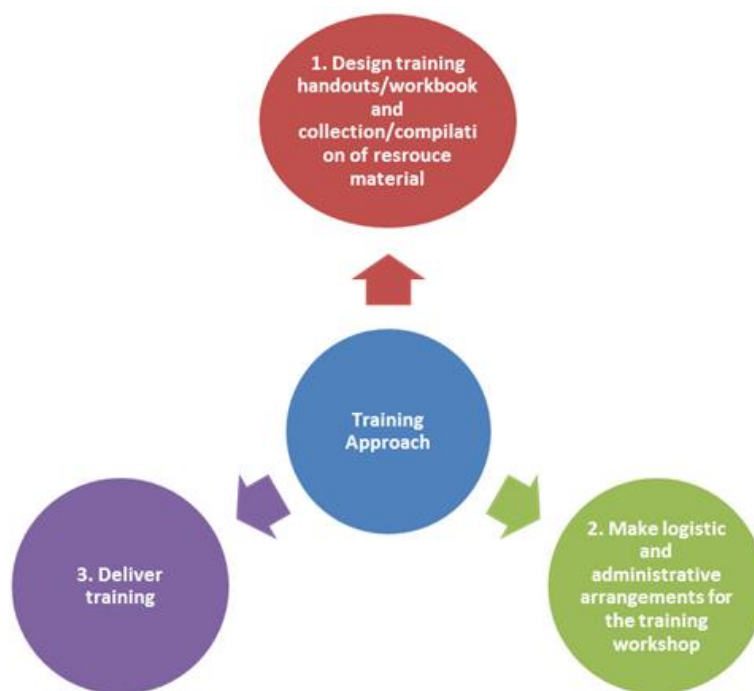 1. Design training
handouts/workbook
and
collection/compilati
on of resrouce
material
Training
Approach
2. Make logistic
and
administrative
arrangements for
the training
workshop
3. Deliver
training